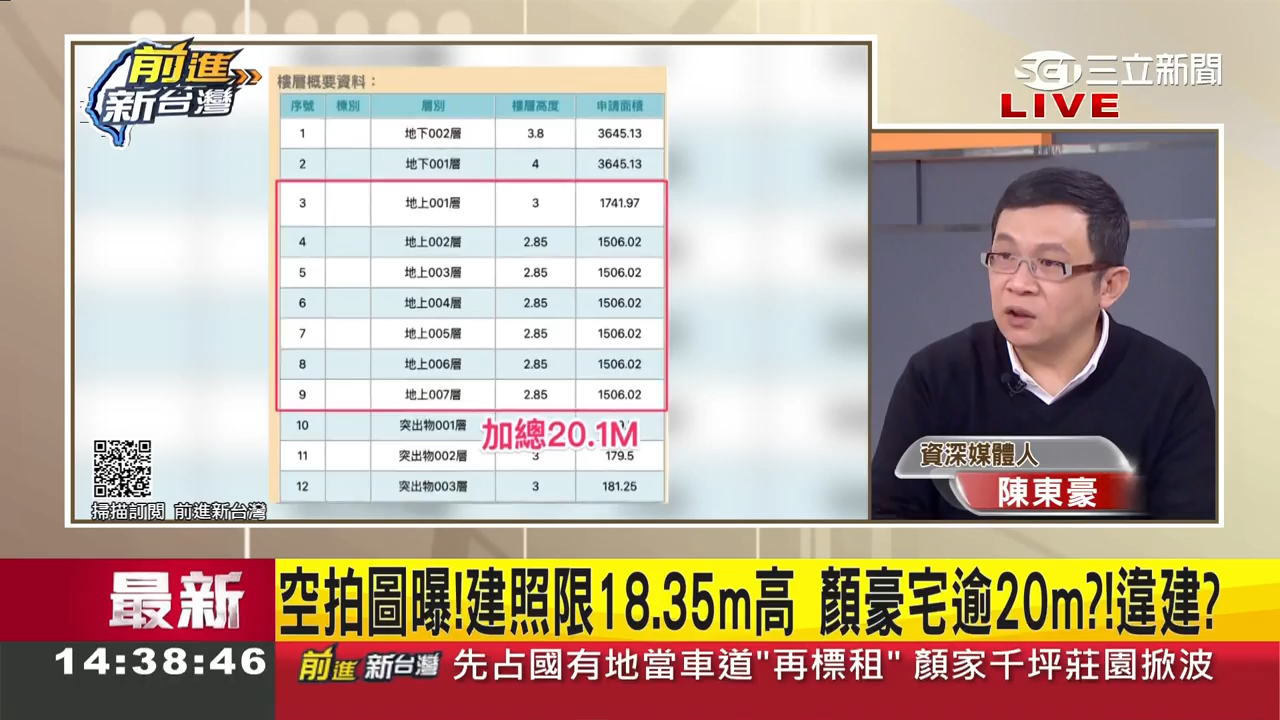 前進
新台灣
SET三立新聞
LIVE
樓層概要資料：
序號 棟別 層別 樓層高度 申請面積
1 地下002層 3.8 3645.13
2 地下001層 4 3645.13
3 地上001層 3 1741.97
4 地上002層 2.85 1506.02
5 地上003層 2.85 1506.02
6 地上004層 2.85 1506.02
7 地上005層 2.85 1506.02
8 地上006層 2.85 1506.02
9 地上007層 2.85 1506.02
10 突出物001層
加總20.1M
11 突出物002層 3 179.5
12 突出物003層 3 181.25
掃描訂閱 前進新台灣
資深媒體人
陳東豪
最新 空拍圖曝!建照限18.35m高 顏豪宅逾20m?!違建?
14:38:46 前進新台灣 先占國有地當車道"再標租" 顏家千坪莊園掀波